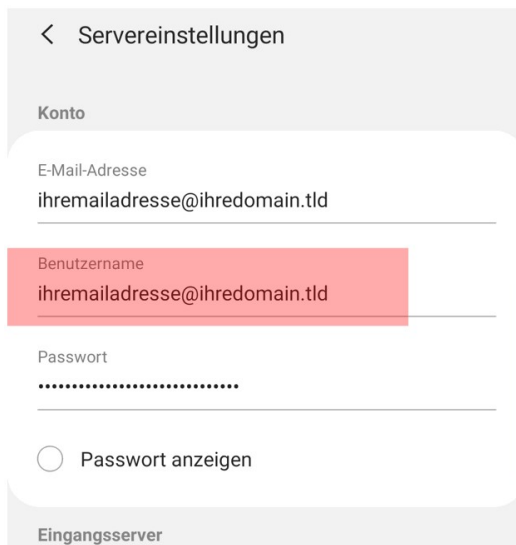 Servereinstellungen
Konto
E-Mail-Adresse
ihremailadresse@ihredomain.tld
Benutzername
ihremailadresse@ihredomain.tld
Passwort
••••••••••••••••••••••••••••••
Passwort anzeigen
Eingangsserver